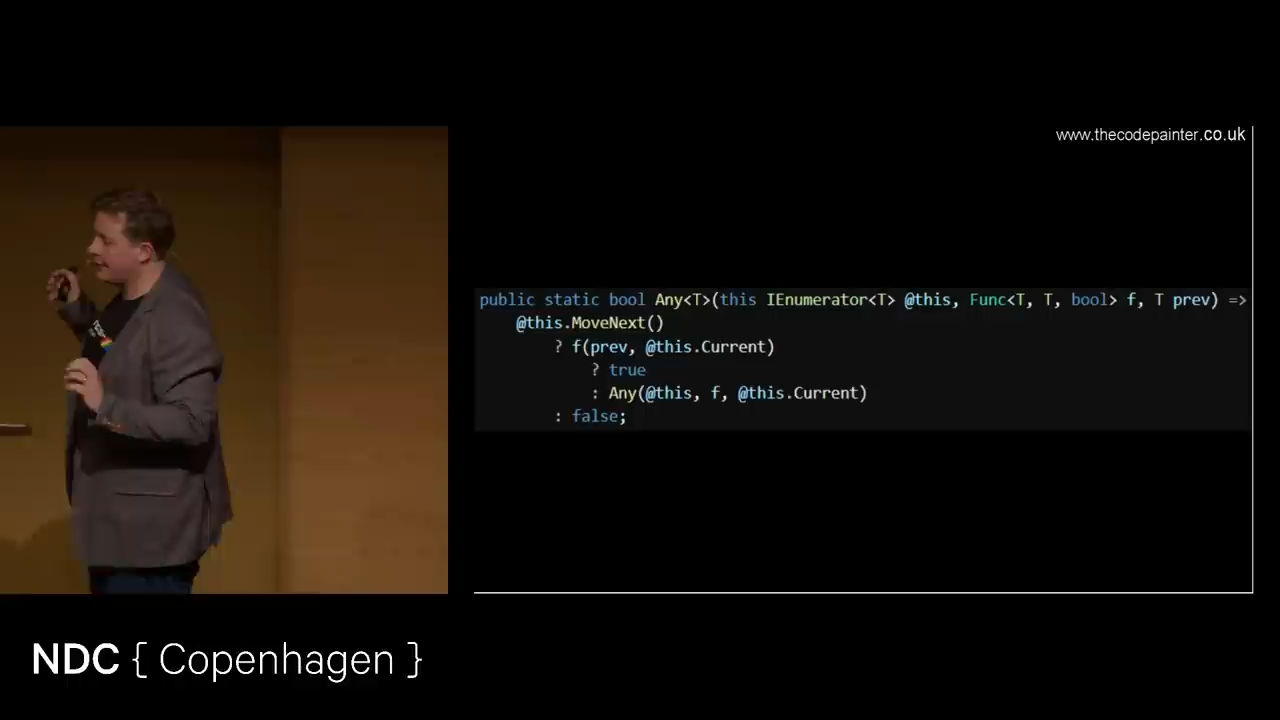 www.thecodepainter.co.uk
public static bool Any<T>(this IEnumerator<T> @this, Func<T, T, bool> f, T prev) =>
@this.MoveNext()
? f(prev, @this.Current)
? true
: Any(@this, f, @this.Current)
: false;
NDC { Copenhagen }